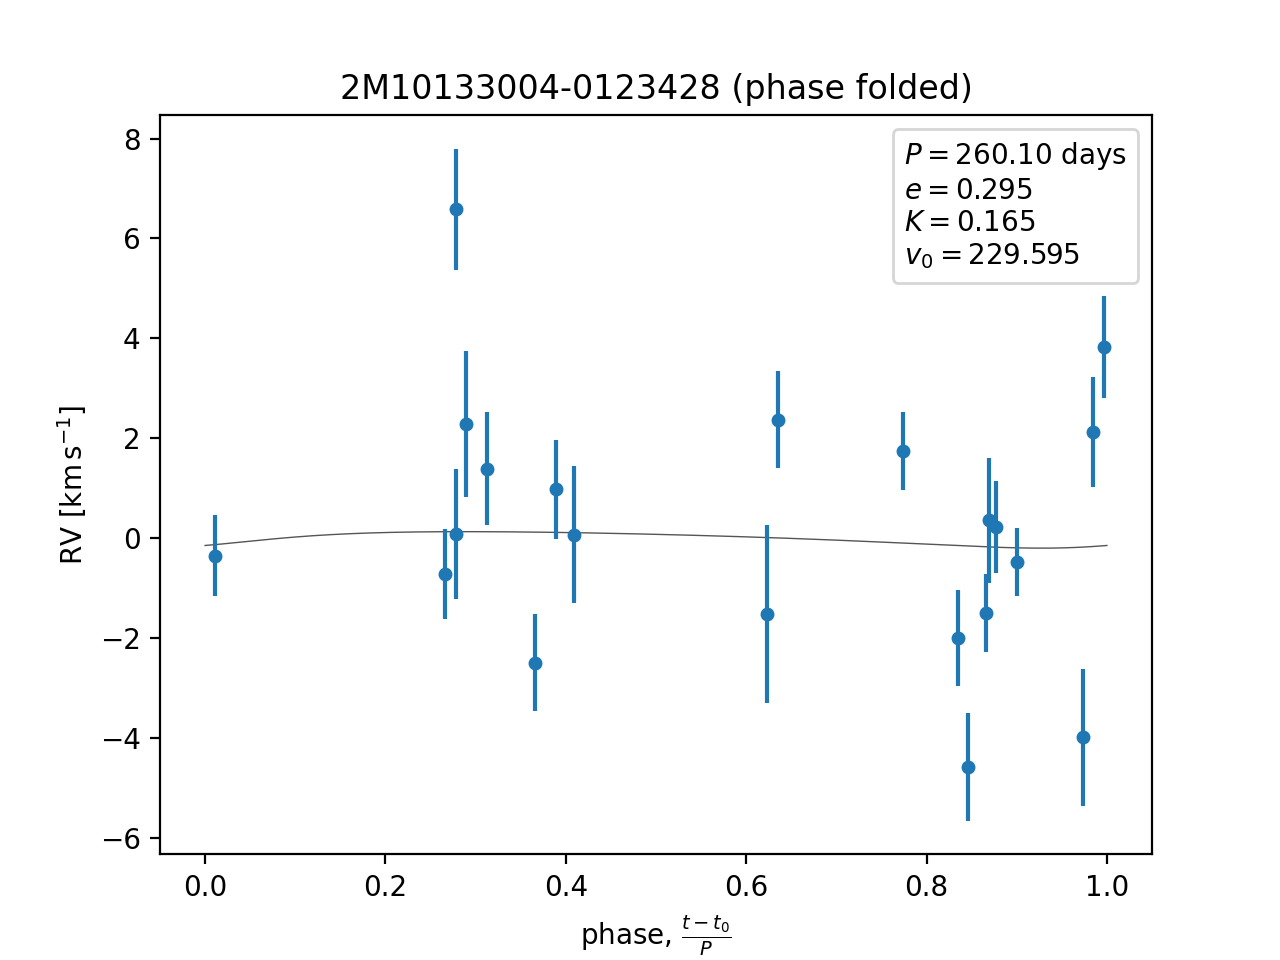 2M10133004-0123428 (phase folded)
P = 260.10 days
e = 0.295
K = 0.165
v₀ = 229.595
8
6
4
2
0
−2
−4
−6
RV [km s⁻¹]
0.0 0.2 0.4 0.6 0.8 1.0
phase, (t − t₀)/P